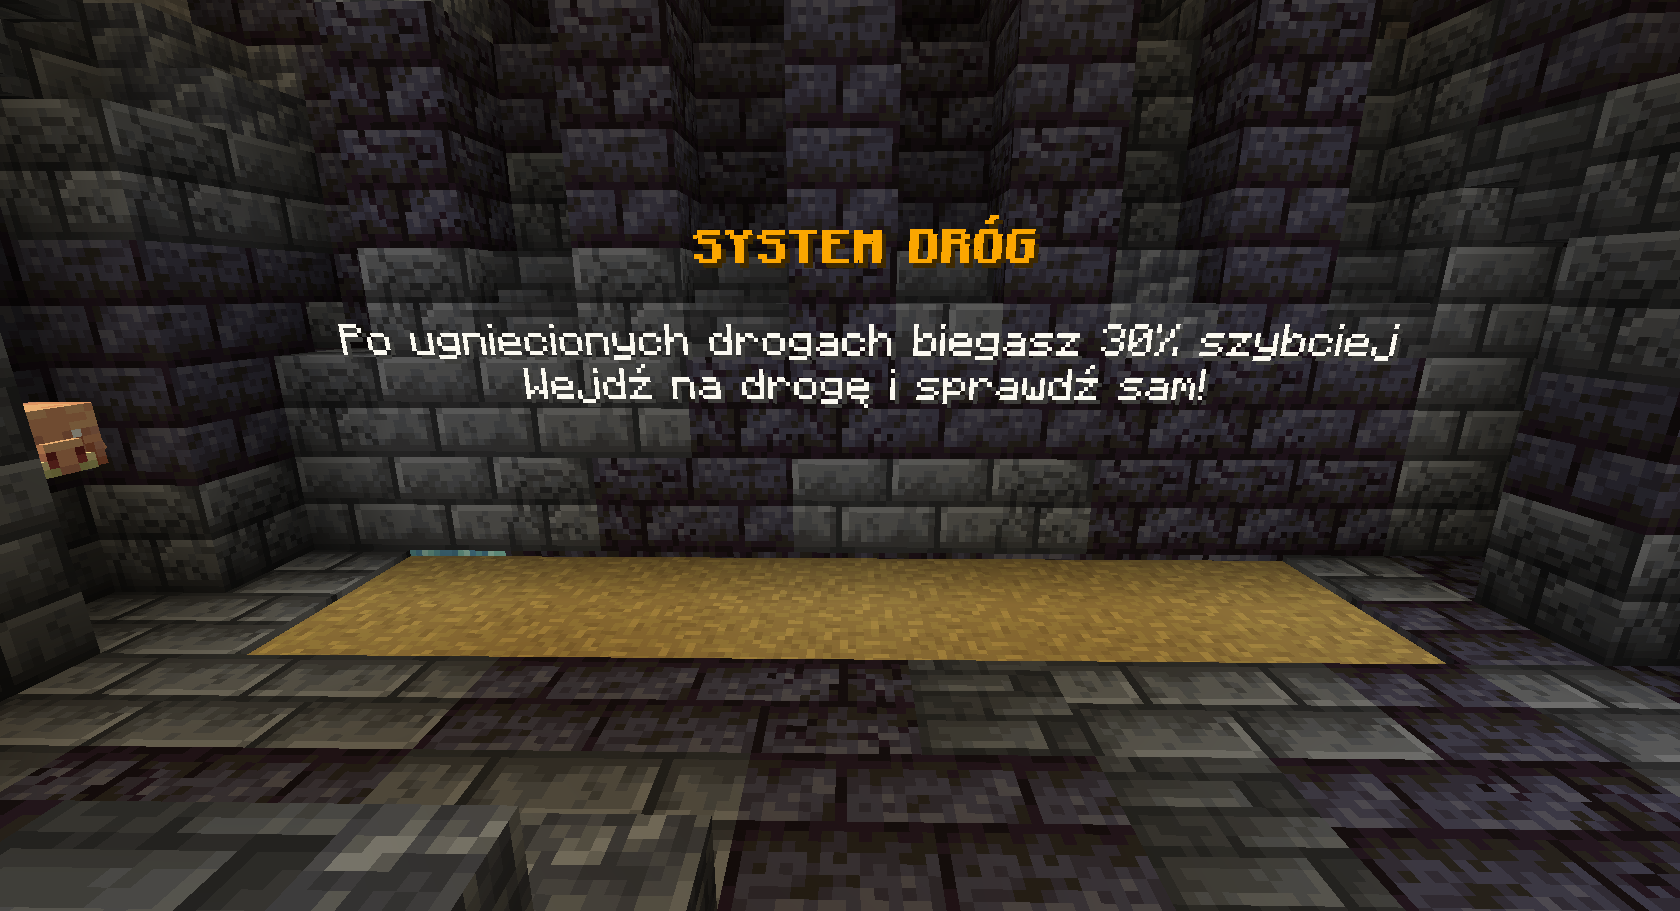 SYSTEM DRÓG
Po ugniecionych drogach biegasz 30% szybciej
Wejdź na drogę i sprawdź sam!